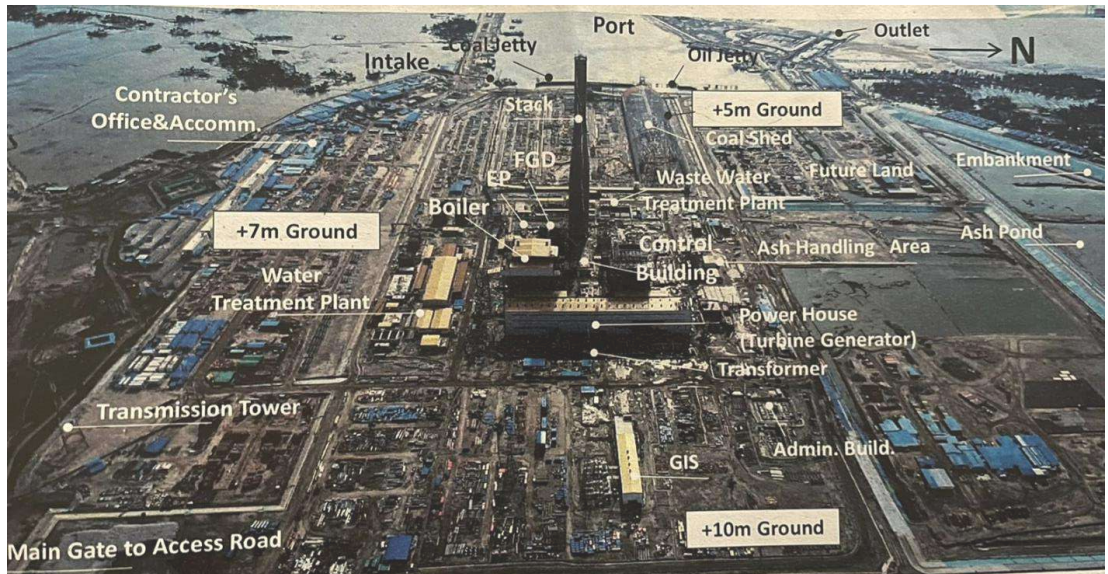 Port
Outlet
N
Coal Jetty
Intake
Oil Jetty
Contractor's
Office&Accomm.
Stack
+5m Ground
Coal Shed
FGD
EP
Waste Water
Treatment Plant
Future Land
Embankment
Boiler
+7m Ground
Control
Building
Ash Handling Area
Ash Pond
Water
Treatment Plant
Power House
(Turbine Generator)
Transformer
Transmission Tower
Admin. Build.
GIS
+10m Ground
Main Gate to Access Road